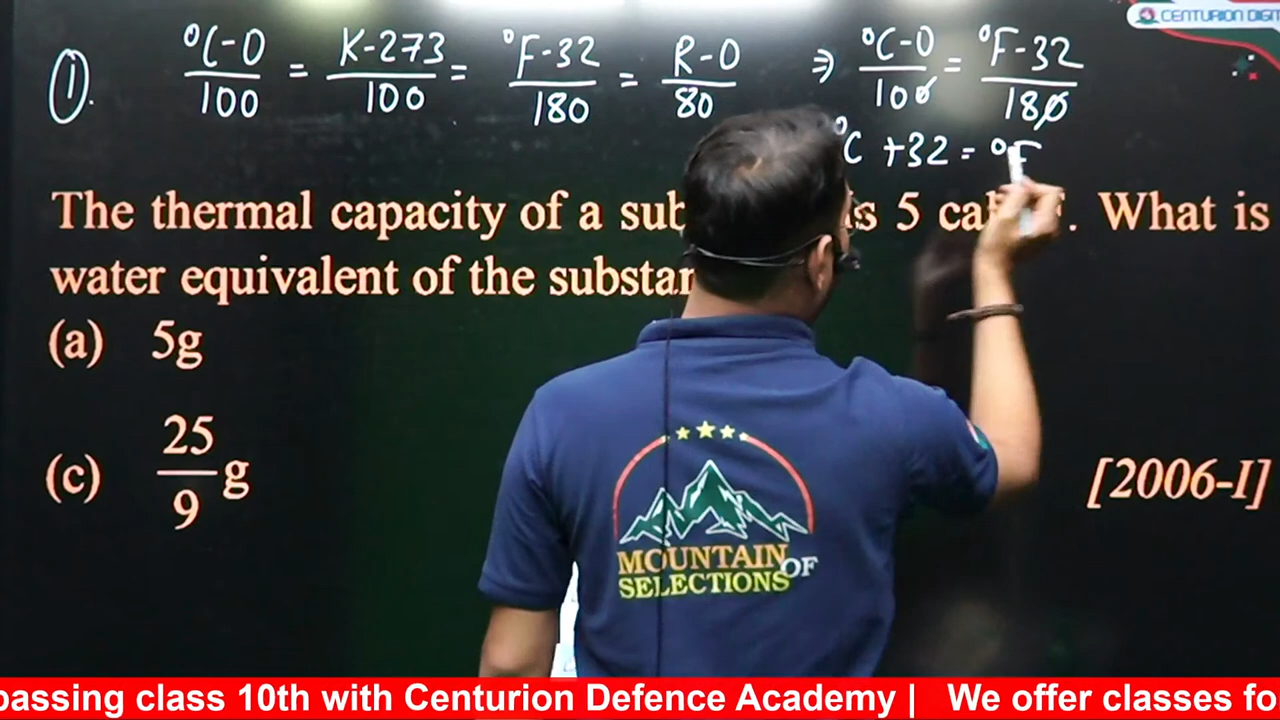 CENTURION DIGIT
①. °C-0/100 = K-273/100 = °F-32/180 = R-0/80 ⇒ °C-0/100 = °F-32/180
°C +32 = °F
The thermal capacity of a sub is 5 cal . What is
water equivalent of the substan
(a) 5g
(c) 25/9 g
[2006-I]
MOUNTAIN OF
SELECTIONS
passing class 10th with Centurion Defence Academy | We offer classes fo